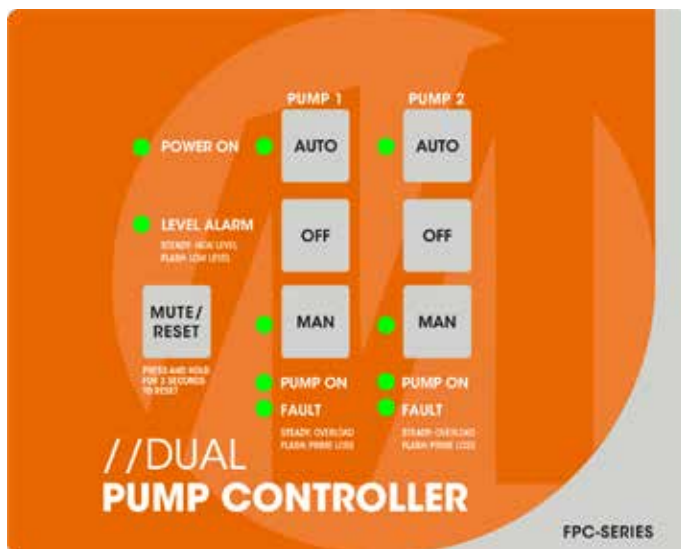 PUMP 1
PUMP 2
POWER ON
AUTO
AUTO
LEVEL ALARM
STEADY: HIGH LEVEL
FLASH: LOW LEVEL
OFF
OFF
MUTE/
RESET
PRESS AND HOLD
FOR 3 SECONDS
TO RESET
MAN
MAN
PUMP ON
PUMP ON
FAULT
FAULT
STEADY: OVERLOAD
FLASH: PRIME LOSS
STEADY: OVERLOAD
FLASH: PRIME LOSS
//DUAL
PUMP CONTROLLER
FPC-SERIES